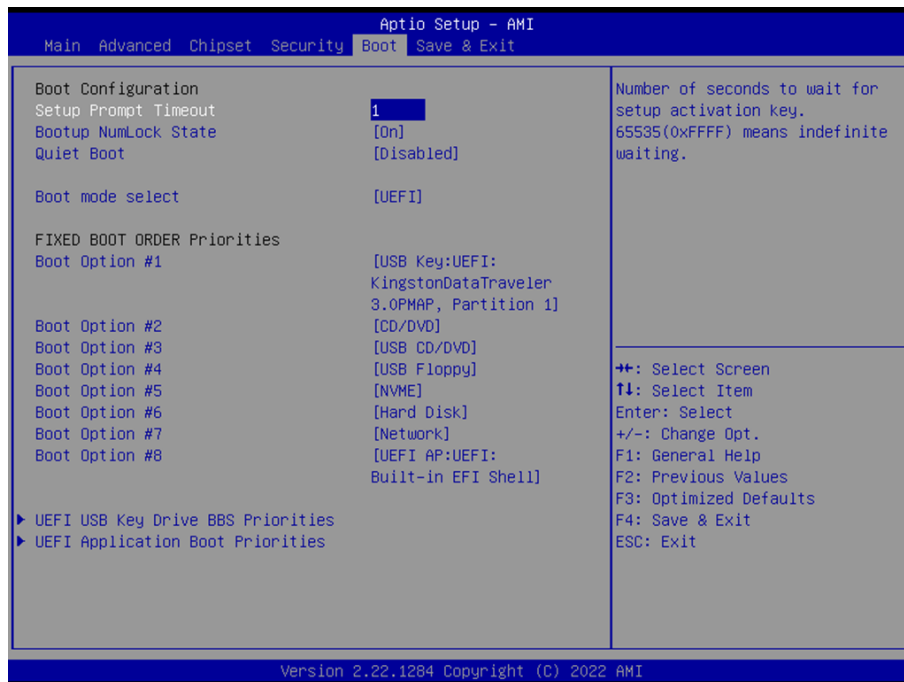 Aptio Setup – AMI
Main Advanced Chipset Security Boot Save & Exit
Boot Configuration
Setup Prompt Timeout 1
Bootup NumLock State [On]
Quiet Boot [Disabled]
Boot mode select [UEFI]
FIXED BOOT ORDER Priorities
Boot Option #1 [USB Key:UEFI:
KingstonDataTraveler
3.0PMAP, Partition 1]
Boot Option #2 [CD/DVD]
Boot Option #3 [USB CD/DVD]
Boot Option #4 [USB Floppy]
Boot Option #5 [NVME]
Boot Option #6 [Hard Disk]
Boot Option #7 [Network]
Boot Option #8 [UEFI AP:UEFI:
Built-in EFI Shell]
UEFI USB Key Drive BBS Priorities
UEFI Application Boot Priorities
Number of seconds to wait for
setup activation key.
65535(0xFFFF) means indefinite
waiting.
→←: Select Screen
↑↓: Select Item
Enter: Select
+/-: Change Opt.
F1: General Help
F2: Previous Values
F3: Optimized Defaults
F4: Save & Exit
ESC: Exit
Version 2.22.1284 Copyright (C) 2022 AMI